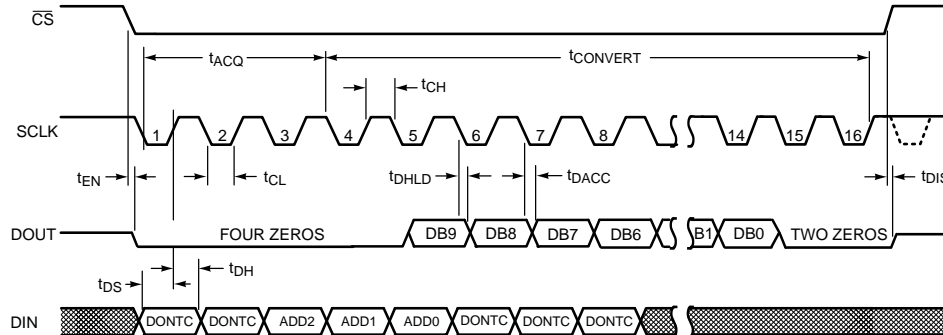 CS
tACQ
tCONVERT
tCH
SCLK
1 2 3 4 5 6 7 8 14 15 16
tEN
tCL
tDHLD
tDACC
tDIS
DOUT
FOUR ZEROS
DB9 DB8 DB7 DB6 B1 DB0
TWO ZEROS
tDS
tDH
DIN
DONTC DONTC ADD2 ADD1 ADD0 DONTC DONTC DONTC